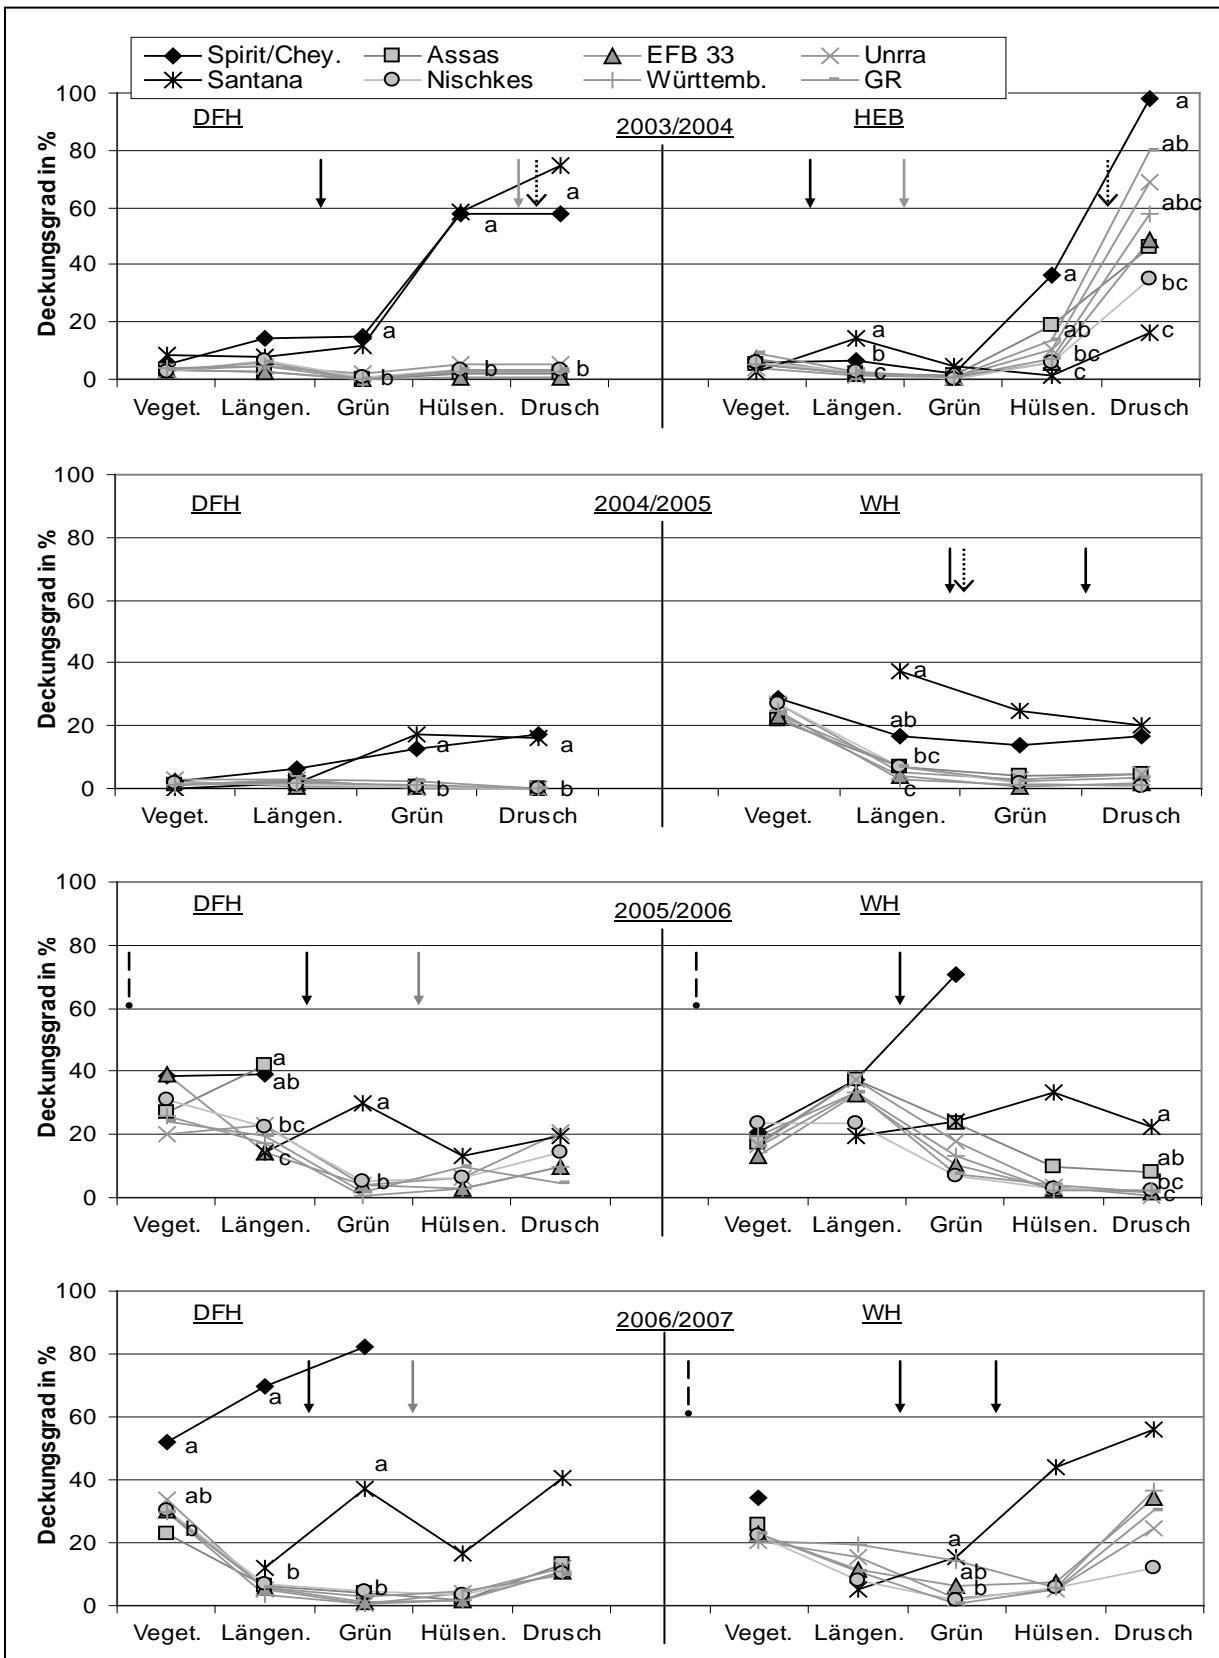 Spirit/Chey. Assas EFB 33 Unrra
Santana Nischkes Württemb. GR
Deckungsgrad in %
100
80
60
40
20
0
DFH 2003/2004 HEB
a
a
a
b
b
b
a
b
c
a
ab
bc
c
a
ab
abc
bc
c
Veget. Längen. Grün Hülsen. Drusch Veget. Längen. Grün Hülsen. Drusch
Deckungsgrad in %
100
80
60
40
20
0
DFH 2004/2005 WH
a
a
b
b
a
ab
bc
c
Veget. Längen. Grün Drusch Veget. Längen. Grün Drusch
Deckungsgrad in %
100
80
60
40
20
0
DFH 2005/2006 WH
a
ab
bc
c
a
b
a
ab
bc
c
Veget. Längen. Grün Hülsen. Drusch Veget. Längen. Grün Hülsen. Drusch
Deckungsgrad in %
100
80
60
40
20
0
DFH 2006/2007 WH
a
ab
b
a
b
a
b
a
ab
b
Veget. Längen. Grün Hülsen. Drusch Veget. Längen. Grün Hülsen. Drusch